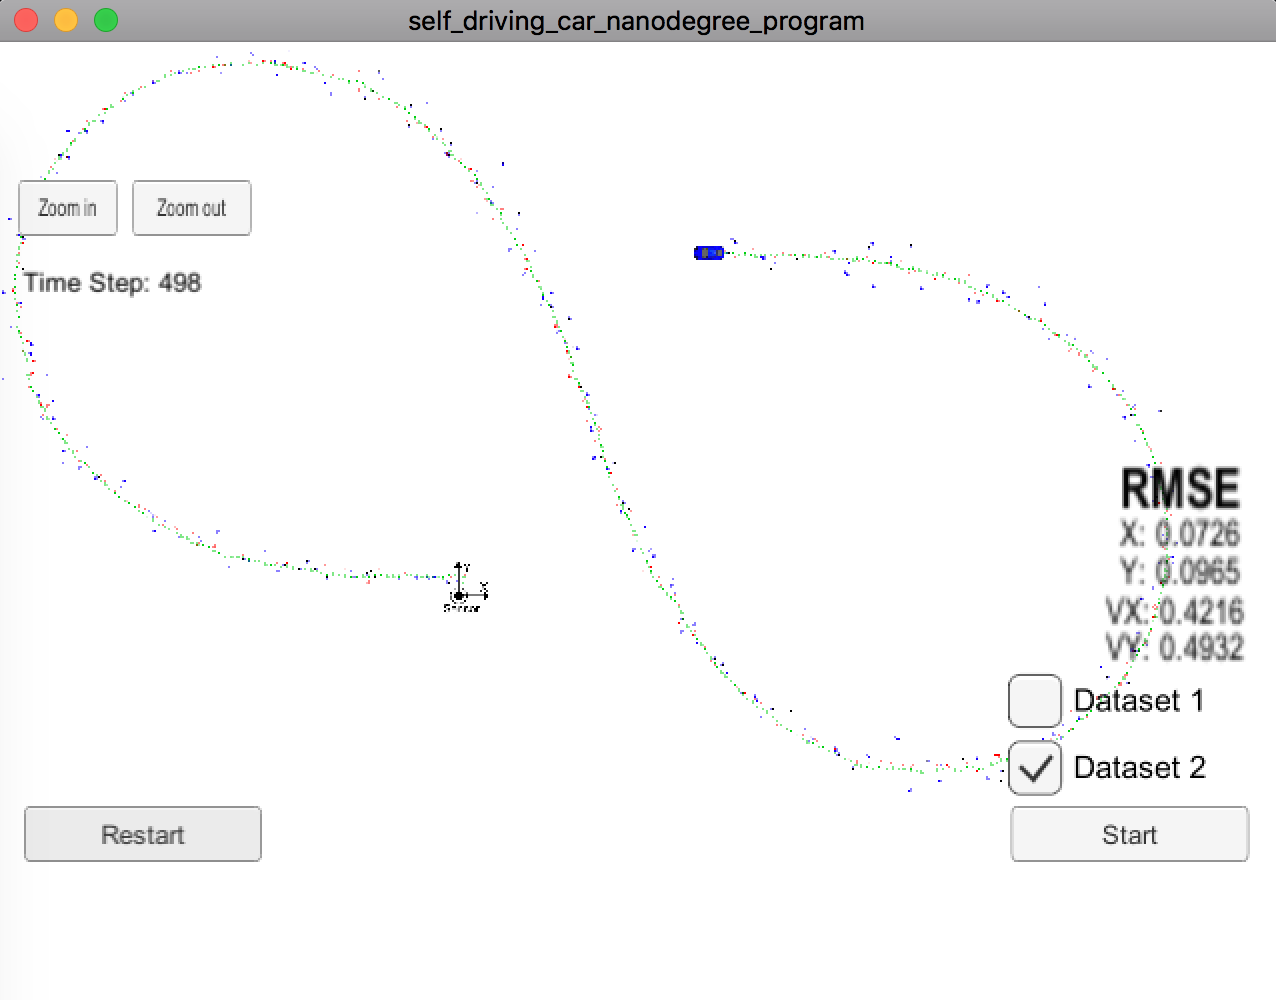 self_driving_car_nanodegree_program
Zoom in
Zoom out
Time Step: 498
Y
X
Sensor
RMSE
X: 0.0726
Y: 0.0965
VX: 0.4216
VY: 0.4932
Dataset 1
Dataset 2
Restart
Start